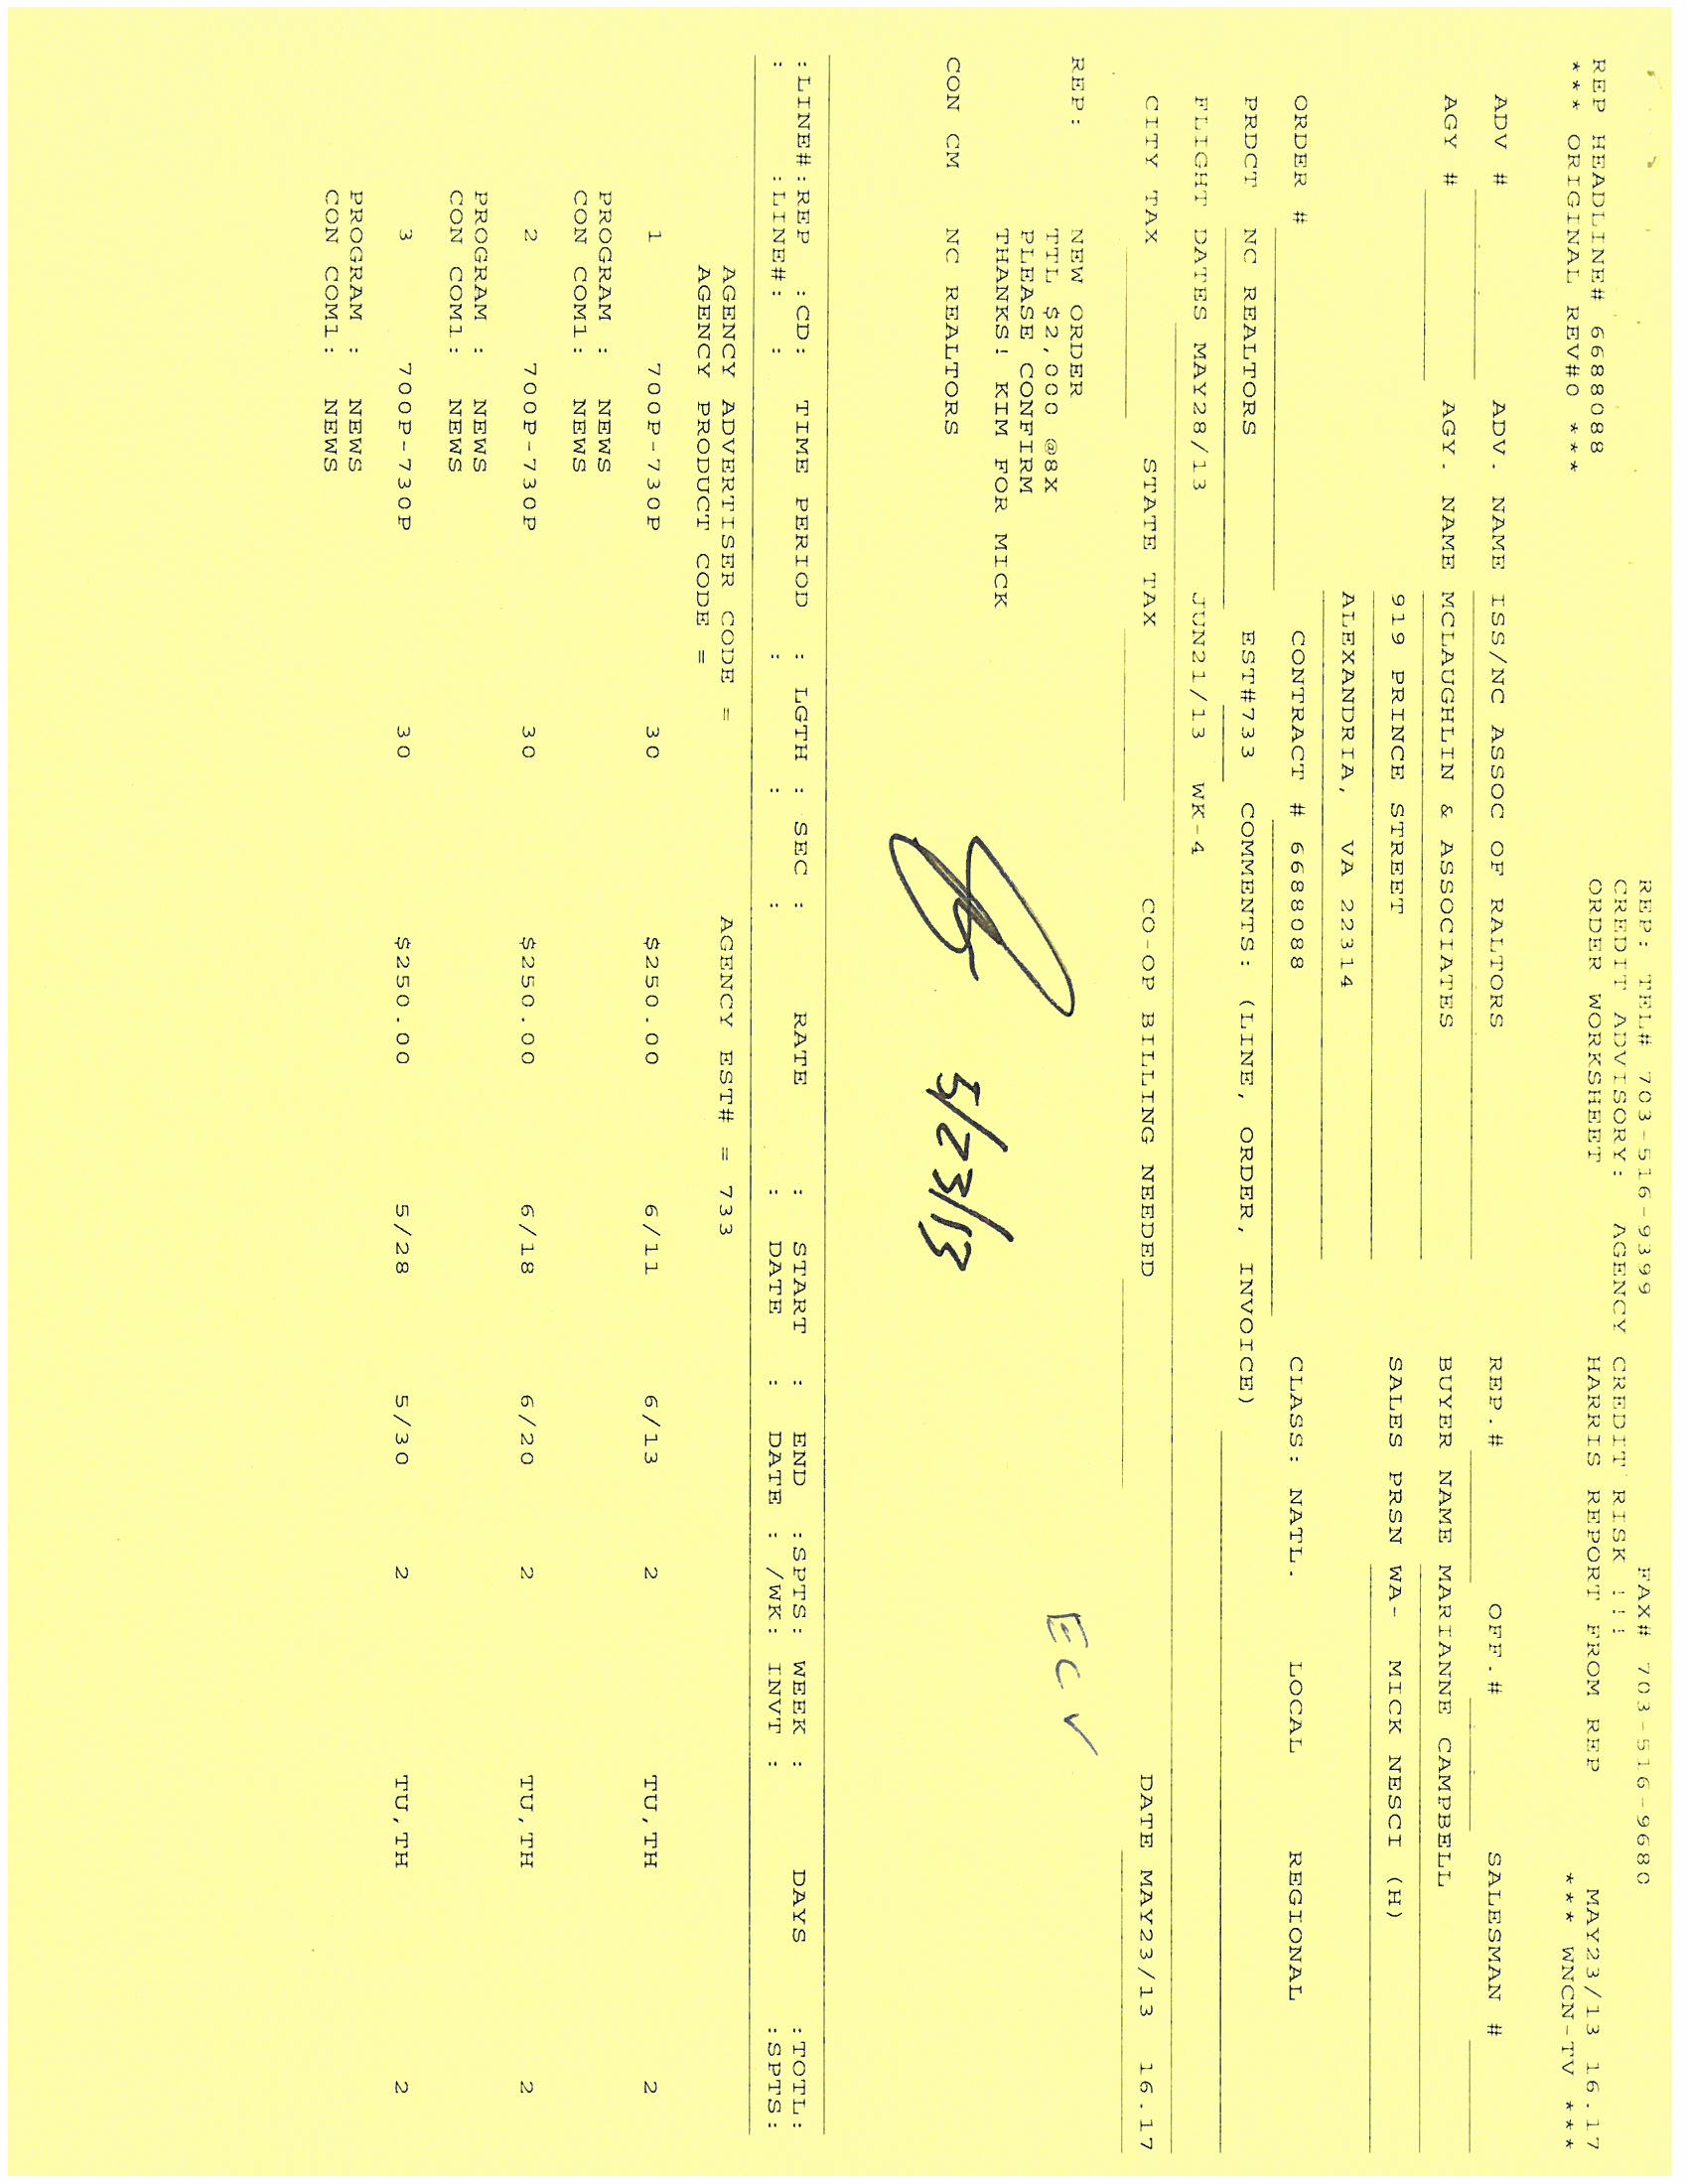 REP: TEL# 703-516-9399 FAX# 703-516-9680
CREDIT ADVISORY: AGENCY CREDIT RISK !!!
REP HEADLINE# 6688088 ORDER WORKSHEET HARRIS REPORT FROM REP MAY23/13 16.17
*** ORIGINAL REV#0 *** *** WNCN-TV ***
ADV # ADV. NAME ISS/NC ASSOC OF RALTORS REP.# OFF.# SALESMAN #
AGY # AGY. NAME MCLAUGHLIN & ASSOCIATES BUYER NAME MARIANNE CAMPBELL
919 PRINCE STREET SALES PRSN WA- MICK NESCI (H)
ALEXANDRIA, VA 22314
ORDER # CONTRACT # 6688088 CLASS: NATL. LOCAL REGIONAL
PRDCT NC REALTORS EST#733 COMMENTS: (LINE, ORDER, INVOICE)
FLIGHT DATES MAY28/13 JUN21/13 WK-4
CITY TAX STATE TAX CO-OP BILLING NEEDED DATE MAY23/13 16.17
REP: NEW ORDER
TTL $2,000 @8X
PLEASE CONFIRM
THANKS! KIM FOR MICK
ECV
CON CM NC REALTORS
5/23/13
:LINE#:REP :CD: TIME PERIOD : LGTH : SEC : RATE : START : END :SPTS: WEEK : DAYS :TOTL:
: :LINE#: : : : : DATE : DATE : /WK: INVT : :SPTS:
AGENCY ADVERTISER CODE = AGENCY EST# = 733
AGENCY PRODUCT CODE =
1 700P-730P 30 $250.00 6/11 6/13 2 TU,TH 2
PROGRAM : NEWS
CON COM1: NEWS
2 700P-730P 30 $250.00 6/18 6/20 2 TU,TH 2
PROGRAM : NEWS
CON COM1: NEWS
3 700P-730P 30 $250.00 5/28 5/30 2 TU,TH 2
PROGRAM : NEWS
CON COM1: NEWS